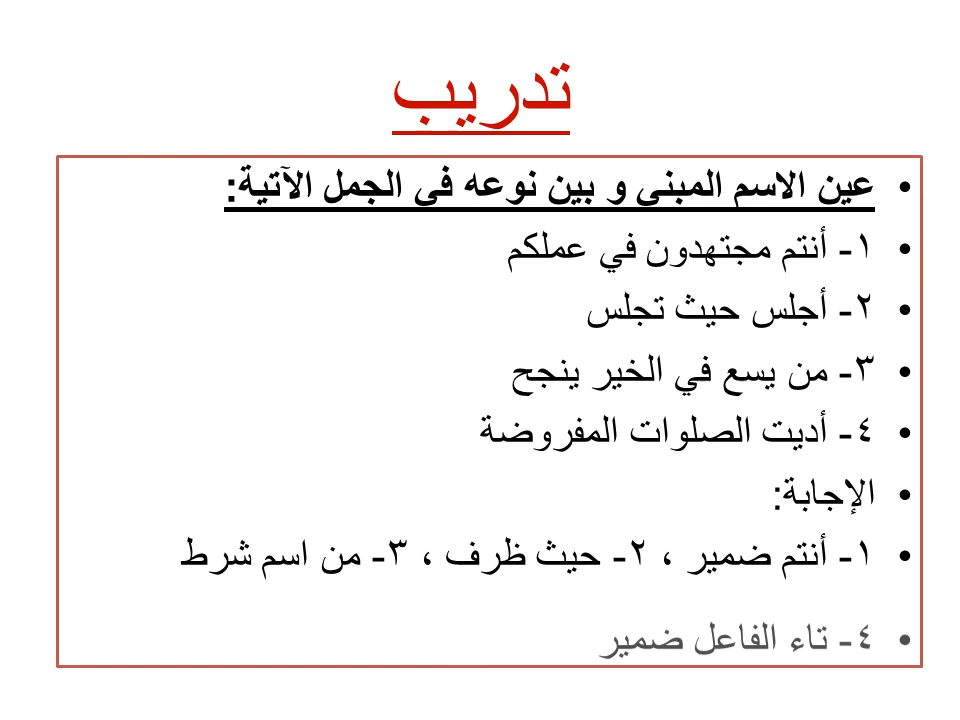 تدريب
• عين الاسم المبنى و بين نوعه فى الجمل الآتية:
• ١- أنتم مجتهدون في عملكم
• ٢- أجلس حيث تجلس
• ٣- من يسع في الخير ينجح
• ٤- أديت الصلوات المفروضة
• الإجابة:
• ١- أنتم ضمير ، ٢- حيث ظرف ، ٣- من اسم شرط
• ٤- تاء الفاعل ضمير